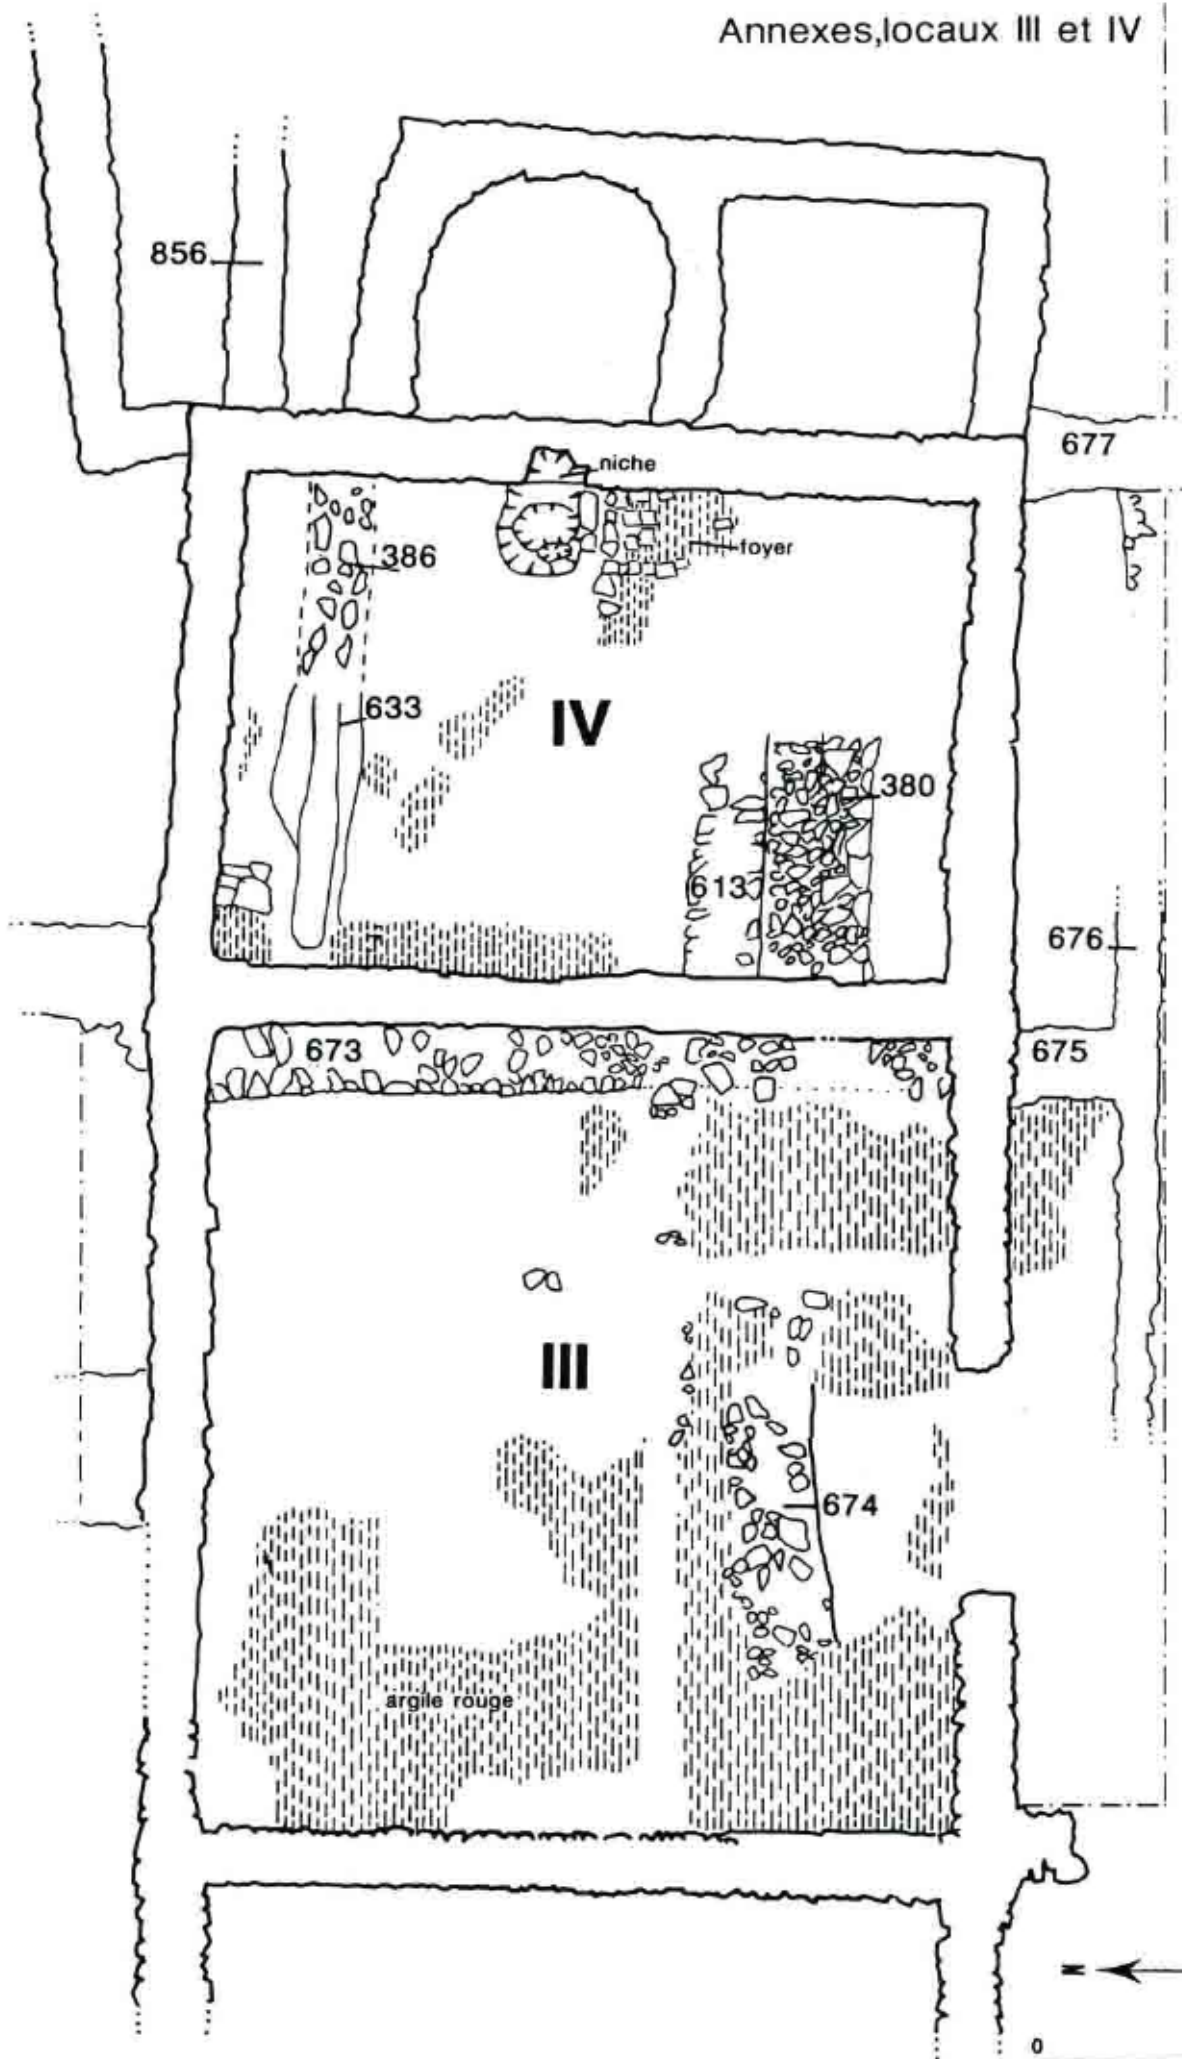 Annexes,locaux III et IV
856
677
niche
foyer
386
633
IV
380
613
676
673
675
III
674
argile rouge
N
0